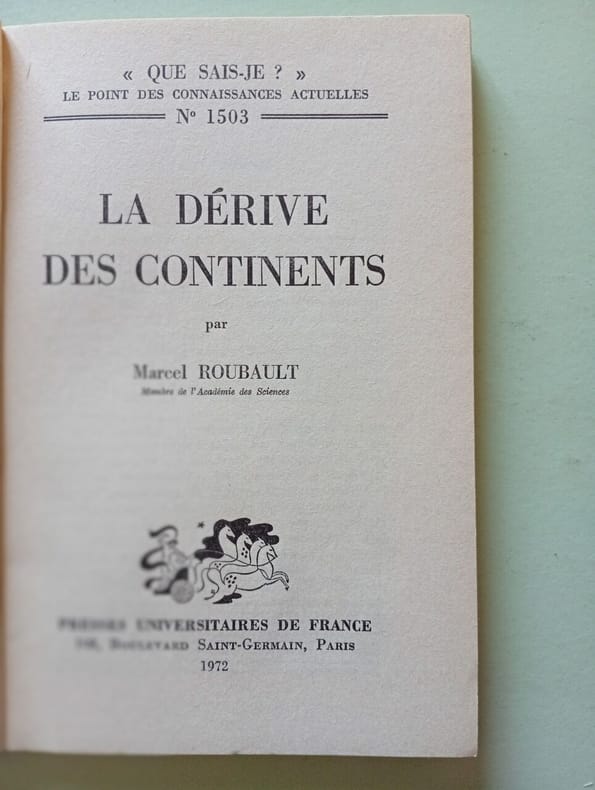 « QUE SAIS-JE ? »
LE POINT DES CONNAISSANCES ACTUELLES
Nº 1503
LA DÉRIVE
DES CONTINENTS
par
Marcel ROUBAULT
Membre de l'Académie des Sciences
PRESSES UNIVERSITAIRES DE FRANCE
BOULEVARD SAINT-GERMAIN, PARIS
1972